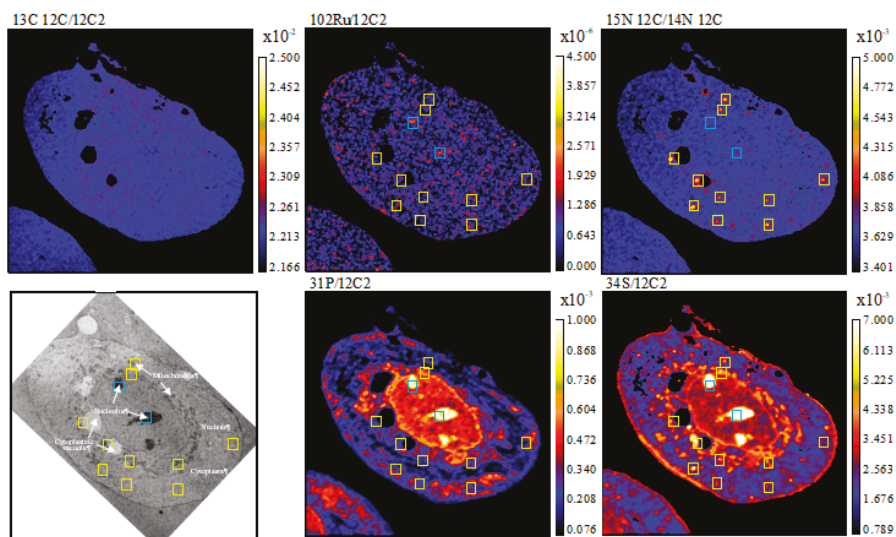 13C 12C/12C2
x10-2
2.500
2.452
2.404
2.357
2.309
2.261
2.213
2.166
102Ru/12C2
x10-6
4.500
3.857
3.214
2.571
1.929
1.286
0.643
0.000
15N 12C/14N 12C
x10-3
5.000
4.772
4.543
4.315
4.086
3.858
3.629
3.401
Mitochondria¶
Nucleolus¶
Nucleus¶
Cytoplasmic
vacuole¶
Cytoplasm¶
31P/12C2
x10-3
1.000
0.868
0.736
0.604
0.472
0.340
0.208
0.076
34S/12C2
x10-3
7.000
6.113
5.225
4.338
3.451
2.564
1.676
0.789